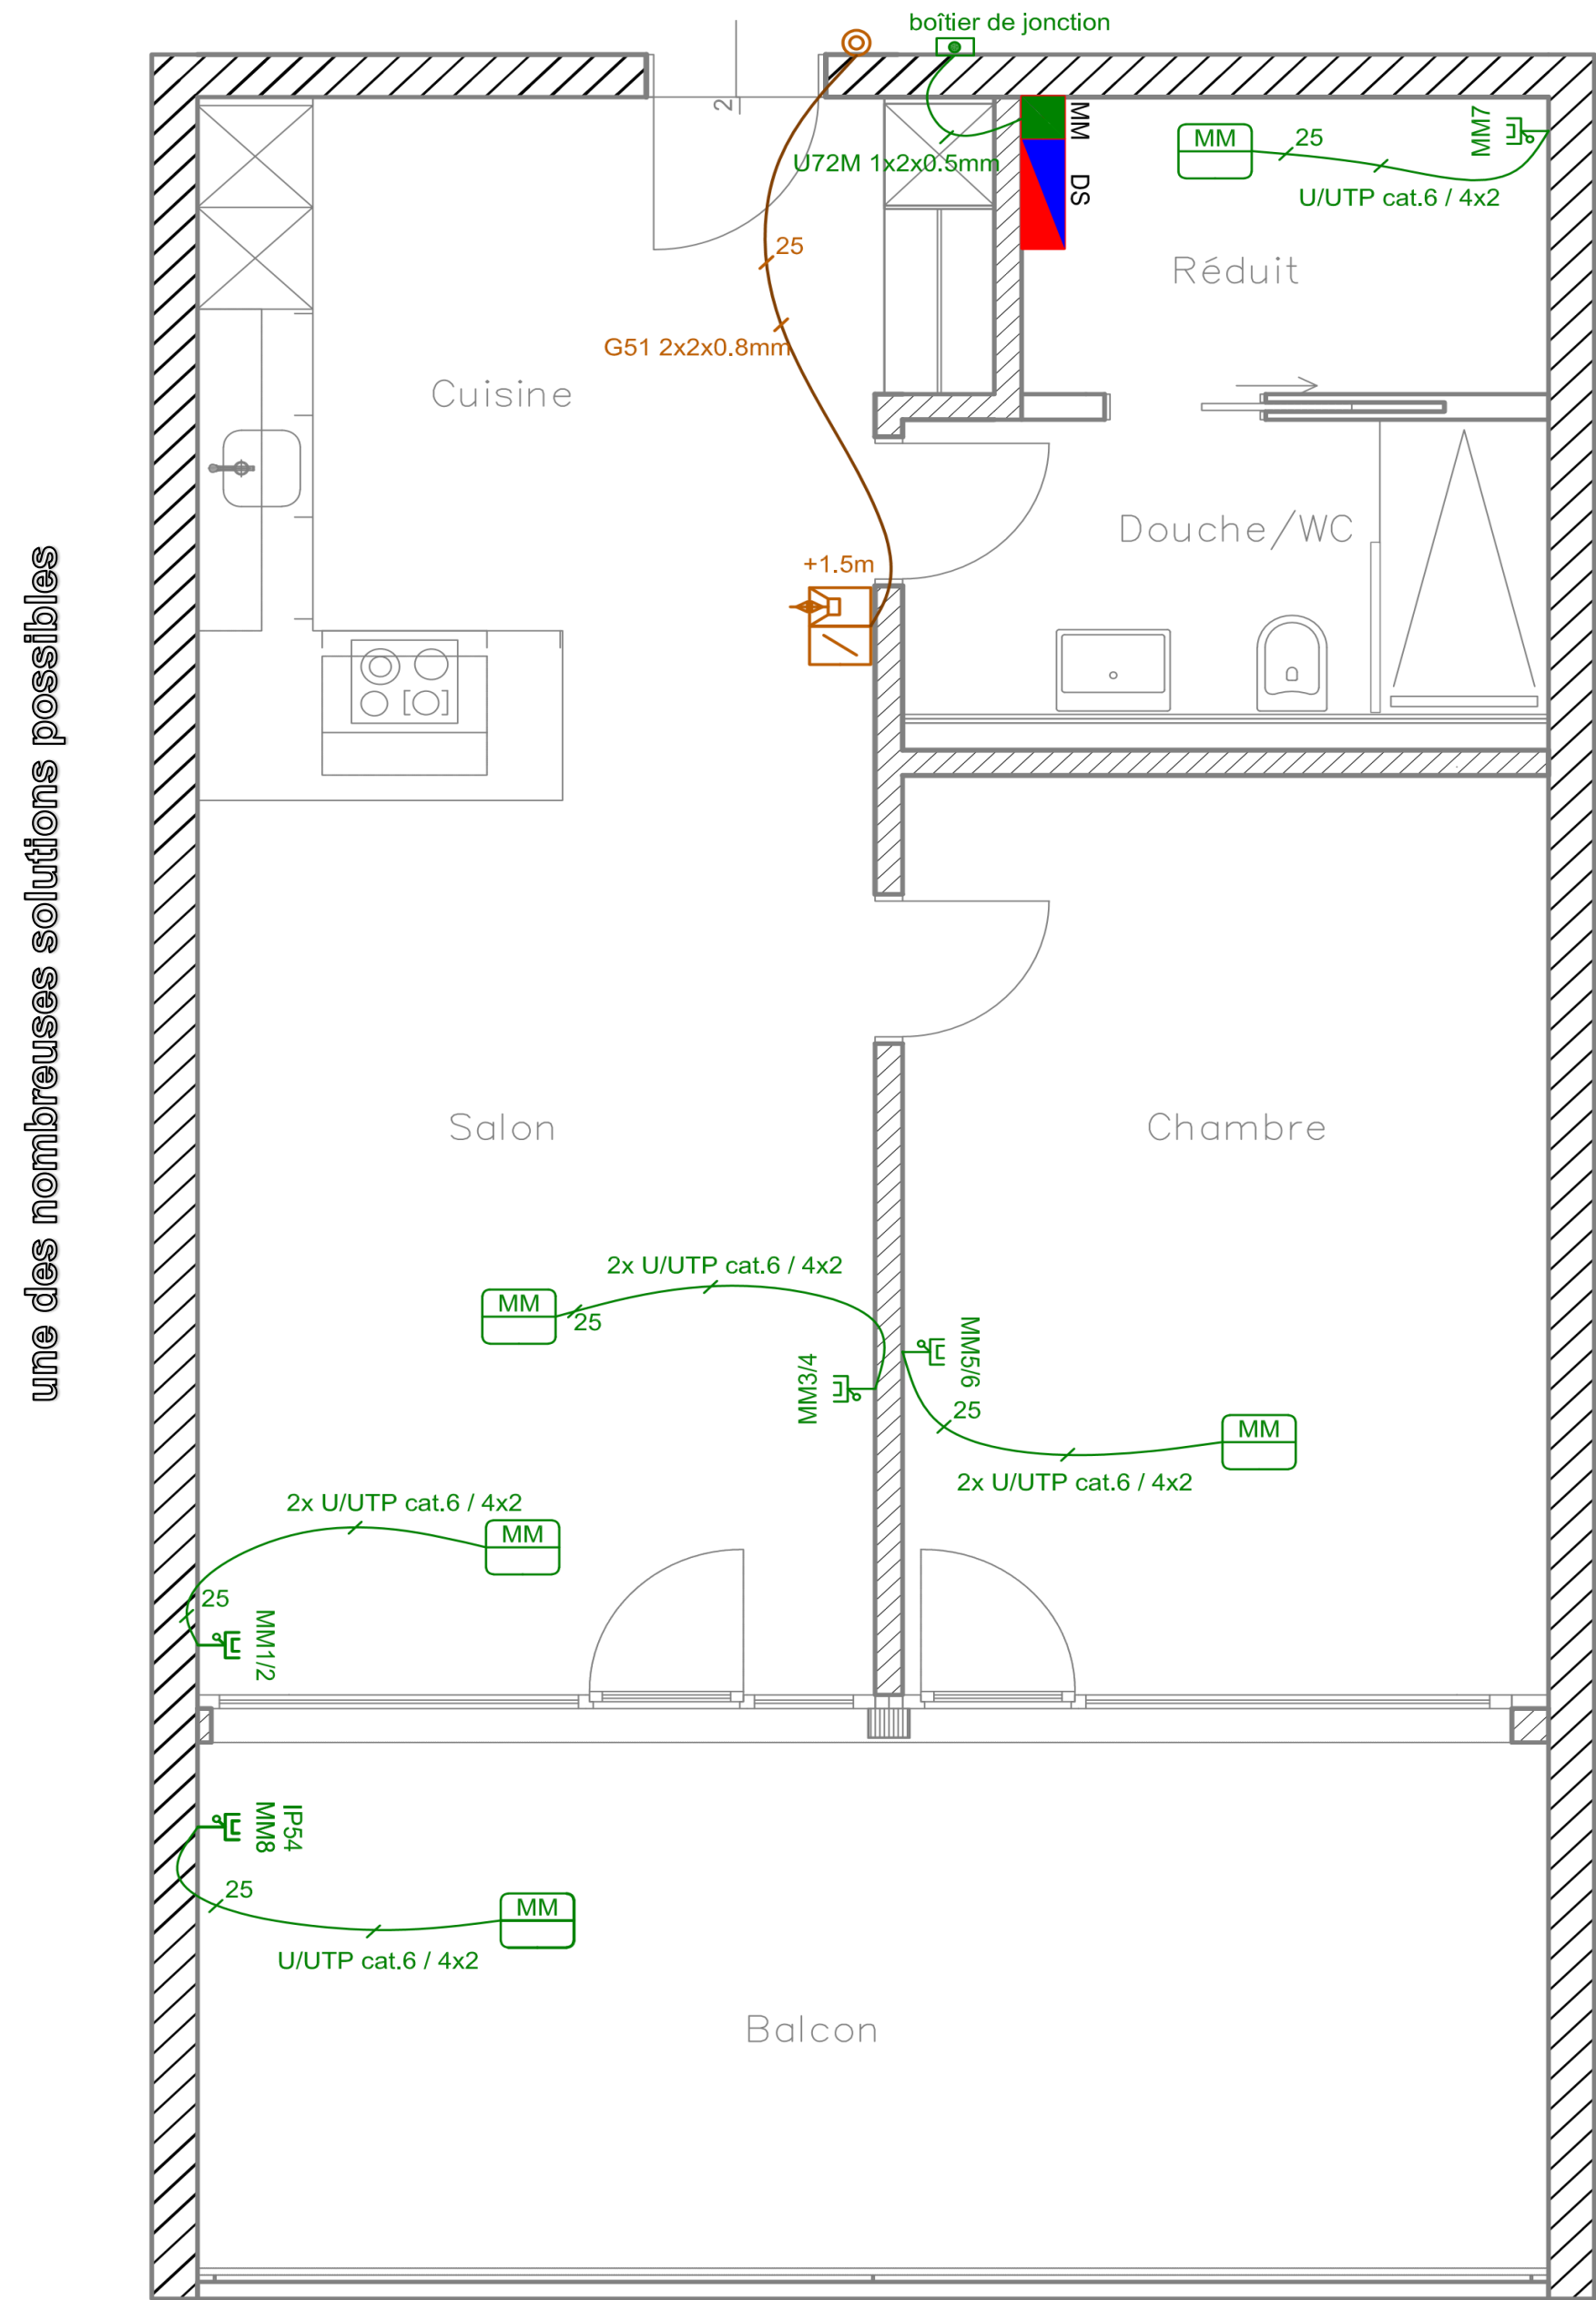 boîtier de jonction
2
MM
DS
U72M 1x2x0.5mm
MM
25
MM7
U/UTP cat.6 / 4x2
25
Réduit
G51 2x2x0.8mm
Cuisine
Douche/WC
+1.5m
une des nombreuses solutions possibles
Salon
Chambre
2x U/UTP cat.6 / 4x2
MM
25
MM3/4
MM5/6
25
MM
2x U/UTP cat.6 / 4x2
2x U/UTP cat.6 / 4x2
MM
25
MM1/2
IP54
MM8
25
MM
U/UTP cat.6 / 4x2
Balcon